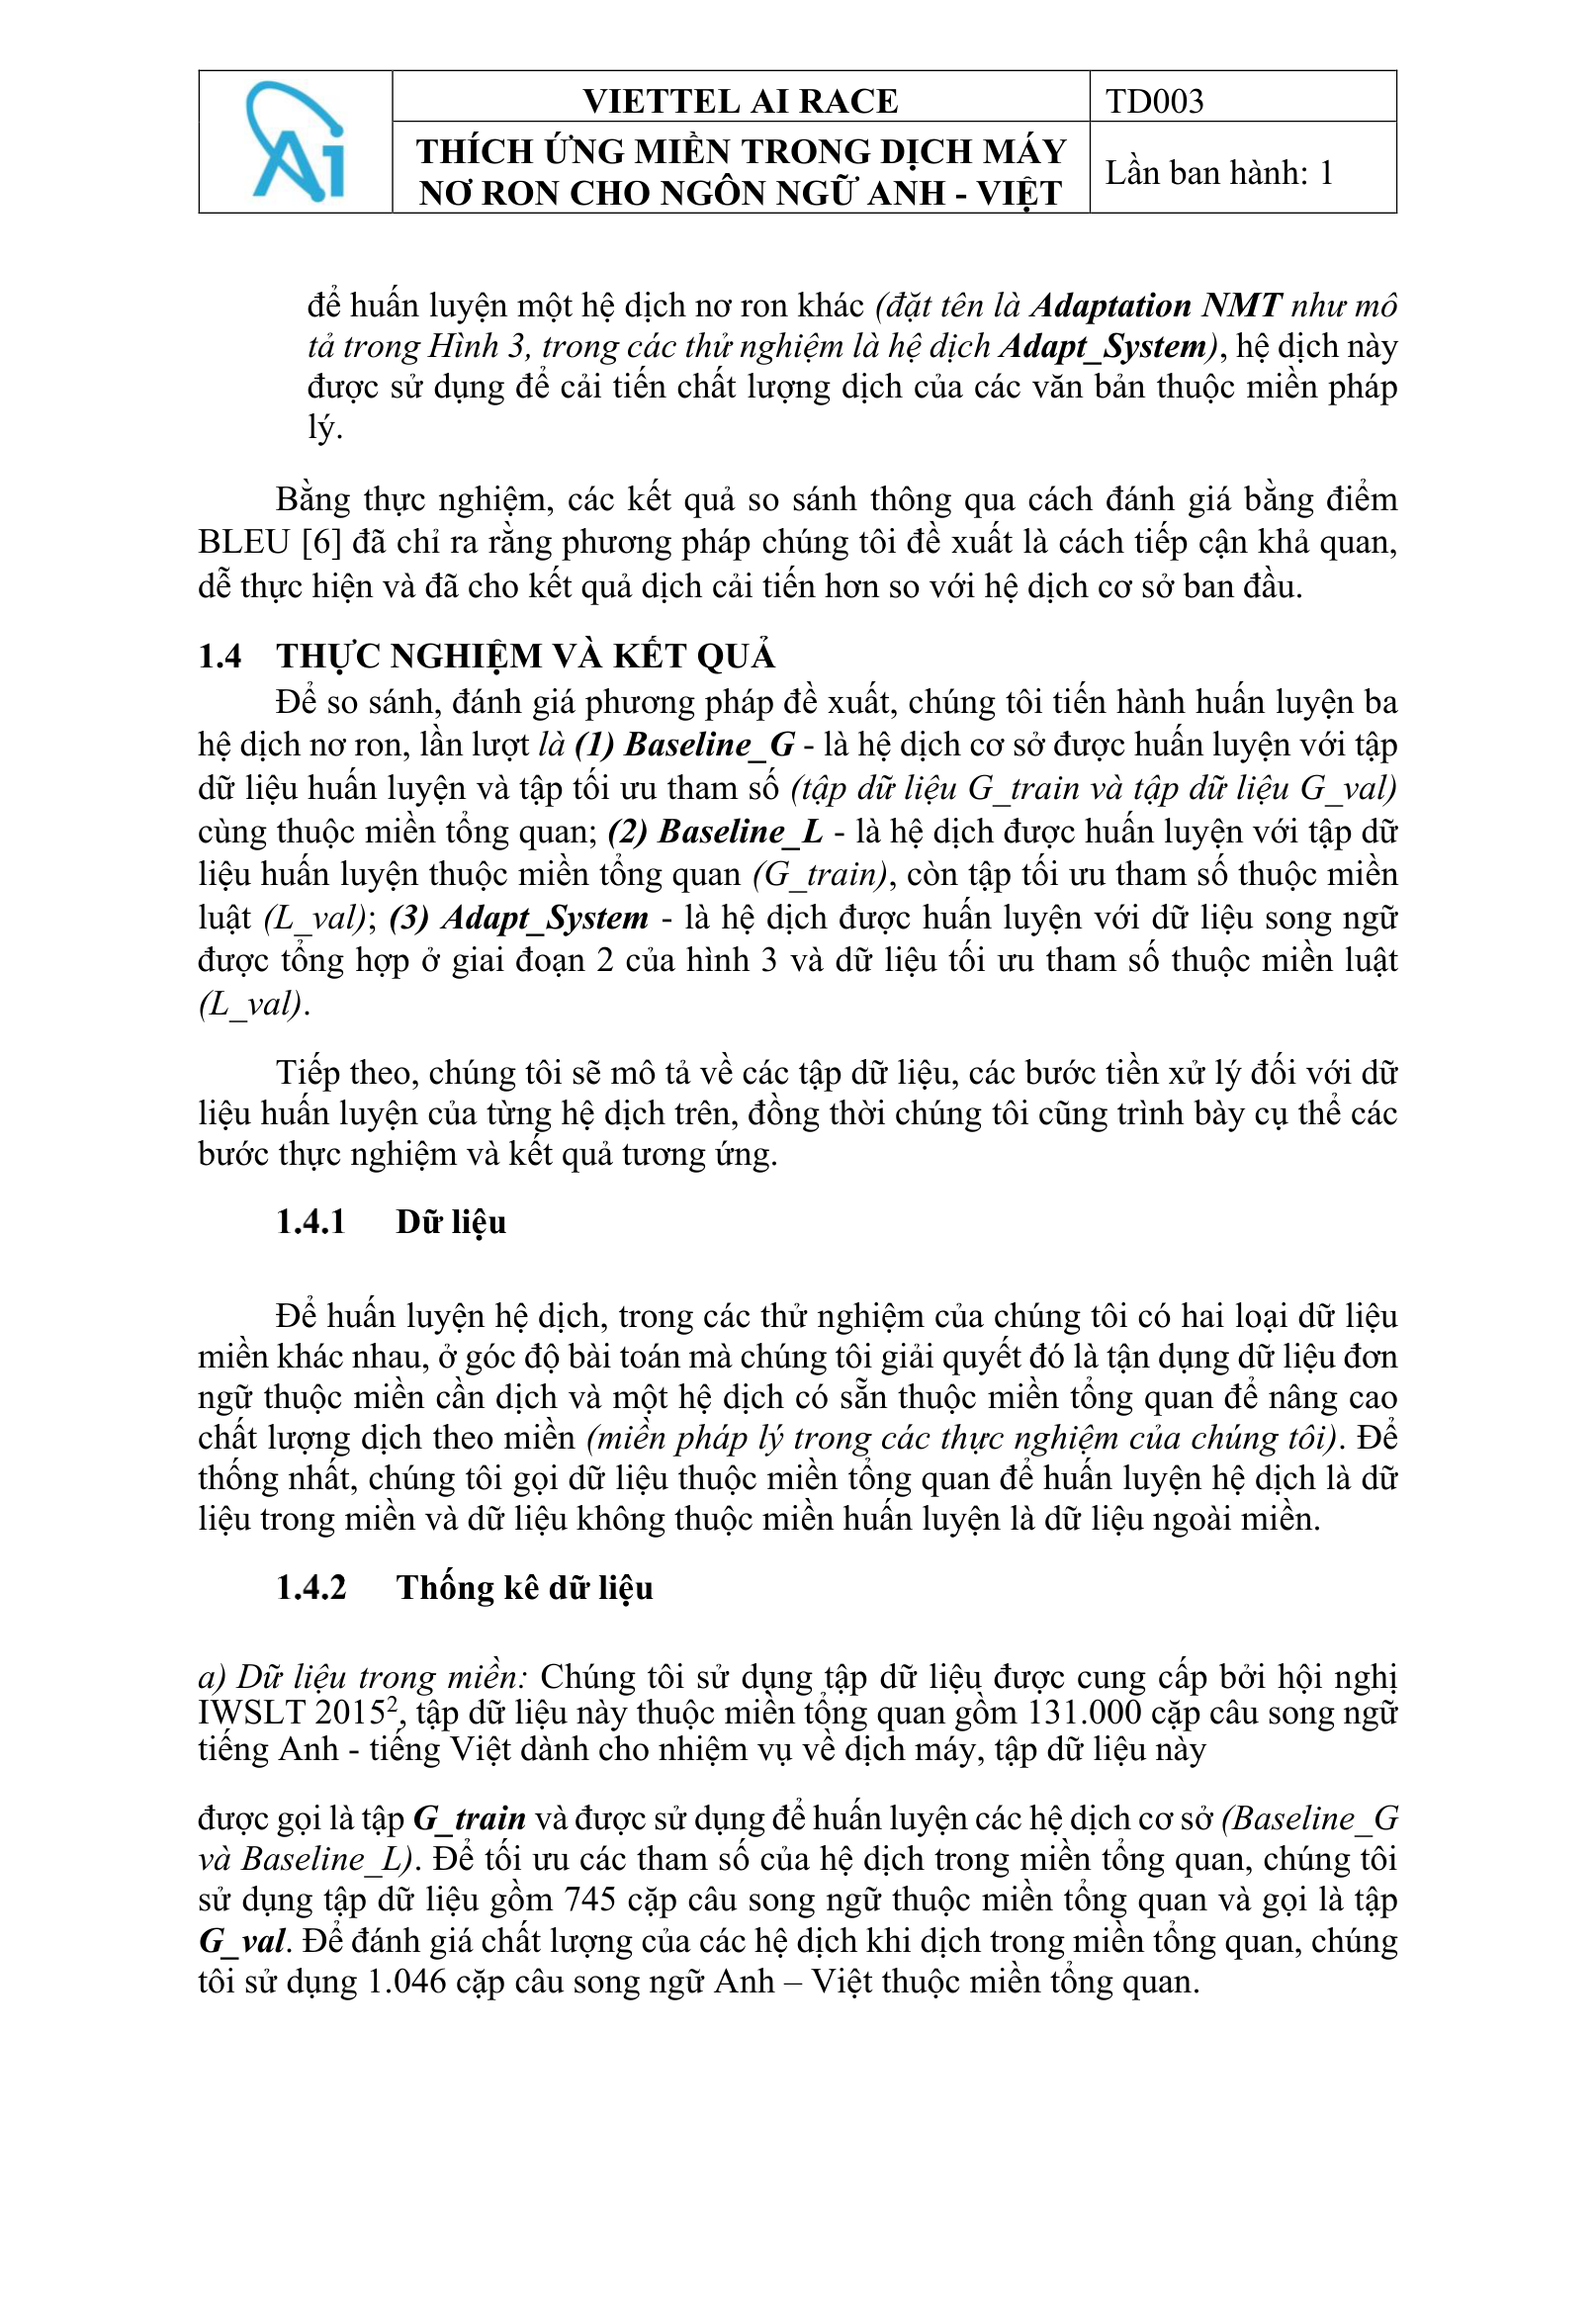 Ai
VIETTEL AI RACE
TD003
THÍCH ỨNG MIỀN TRONG DỊCH MÁY
NƠ RON CHO NGÔN NGỮ ANH - VIỆT
Lần ban hành: 1
để huấn luyện một hệ dịch nơ ron khác (đặt tên là Adaptation NMT như mô
tả trong Hình 3, trong các thử nghiệm là hệ dịch Adapt_System), hệ dịch này
được sử dụng để cải tiến chất lượng dịch của các văn bản thuộc miền pháp
lý.
Bằng thực nghiệm, các kết quả so sánh thông qua cách đánh giá bằng điểm
BLEU [6] đã chỉ ra rằng phương pháp chúng tôi đề xuất là cách tiếp cận khả quan,
dễ thực hiện và đã cho kết quả dịch cải tiến hơn so với hệ dịch cơ sở ban đầu.
1.4 THỰC NGHIỆM VÀ KẾT QUẢ
Để so sánh, đánh giá phương pháp đề xuất, chúng tôi tiến hành huấn luyện ba
hệ dịch nơ ron, lần lượt là (1) Baseline_G - là hệ dịch cơ sở được huấn luyện với tập
dữ liệu huấn luyện và tập tối ưu tham số (tập dữ liệu G_train và tập dữ liệu G_val)
cùng thuộc miền tổng quan; (2) Baseline_L - là hệ dịch được huấn luyện với tập dữ
liệu huấn luyện thuộc miền tổng quan (G_train), còn tập tối ưu tham số thuộc miền
luật (L_val); (3) Adapt_System - là hệ dịch được huấn luyện với dữ liệu song ngữ
được tổng hợp ở giai đoạn 2 của hình 3 và dữ liệu tối ưu tham số thuộc miền luật
(L_val).
Tiếp theo, chúng tôi sẽ mô tả về các tập dữ liệu, các bước tiền xử lý đối với dữ
liệu huấn luyện của từng hệ dịch trên, đồng thời chúng tôi cũng trình bày cụ thể các
bước thực nghiệm và kết quả tương ứng.
1.4.1 Dữ liệu
Để huấn luyện hệ dịch, trong các thử nghiệm của chúng tôi có hai loại dữ liệu
miền khác nhau, ở góc độ bài toán mà chúng tôi giải quyết đó là tận dụng dữ liệu đơn
ngữ thuộc miền cần dịch và một hệ dịch có sẵn thuộc miền tổng quan để nâng cao
chất lượng dịch theo miền (miền pháp lý trong các thực nghiệm của chúng tôi). Để
thống nhất, chúng tôi gọi dữ liệu thuộc miền tổng quan để huấn luyện hệ dịch là dữ
liệu trong miền và dữ liệu không thuộc miền huấn luyện là dữ liệu ngoài miền.
1.4.2 Thống kê dữ liệu
a) Dữ liệu trong miền: Chúng tôi sử dụng tập dữ liệu được cung cấp bởi hội nghị
IWSLT 2015², tập dữ liệu này thuộc miền tổng quan gồm 131.000 cặp câu song ngữ
tiếng Anh - tiếng Việt dành cho nhiệm vụ về dịch máy, tập dữ liệu này
được gọi là tập G_train và được sử dụng để huấn luyện các hệ dịch cơ sở (Baseline_G
và Baseline_L). Để tối ưu các tham số của hệ dịch trong miền tổng quan, chúng tôi
sử dụng tập dữ liệu gồm 745 cặp câu song ngữ thuộc miền tổng quan và gọi là tập
G_val. Để đánh giá chất lượng của các hệ dịch khi dịch trong miền tổng quan, chúng
tôi sử dụng 1.046 cặp câu song ngữ Anh – Việt thuộc miền tổng quan.